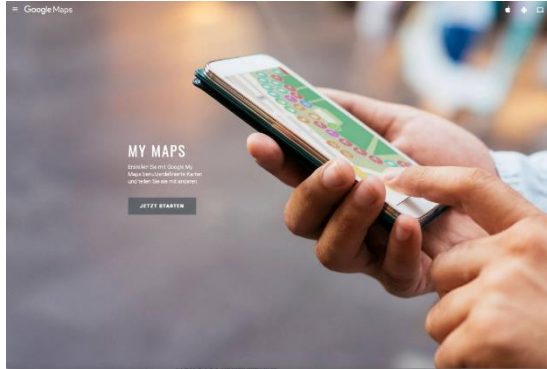 Google Maps
MY MAPS
Erstellen Sie mit Google My
Maps benutzerdefinierte Karten
und teilen Sie sie mit anderen.
JETZT STARTEN